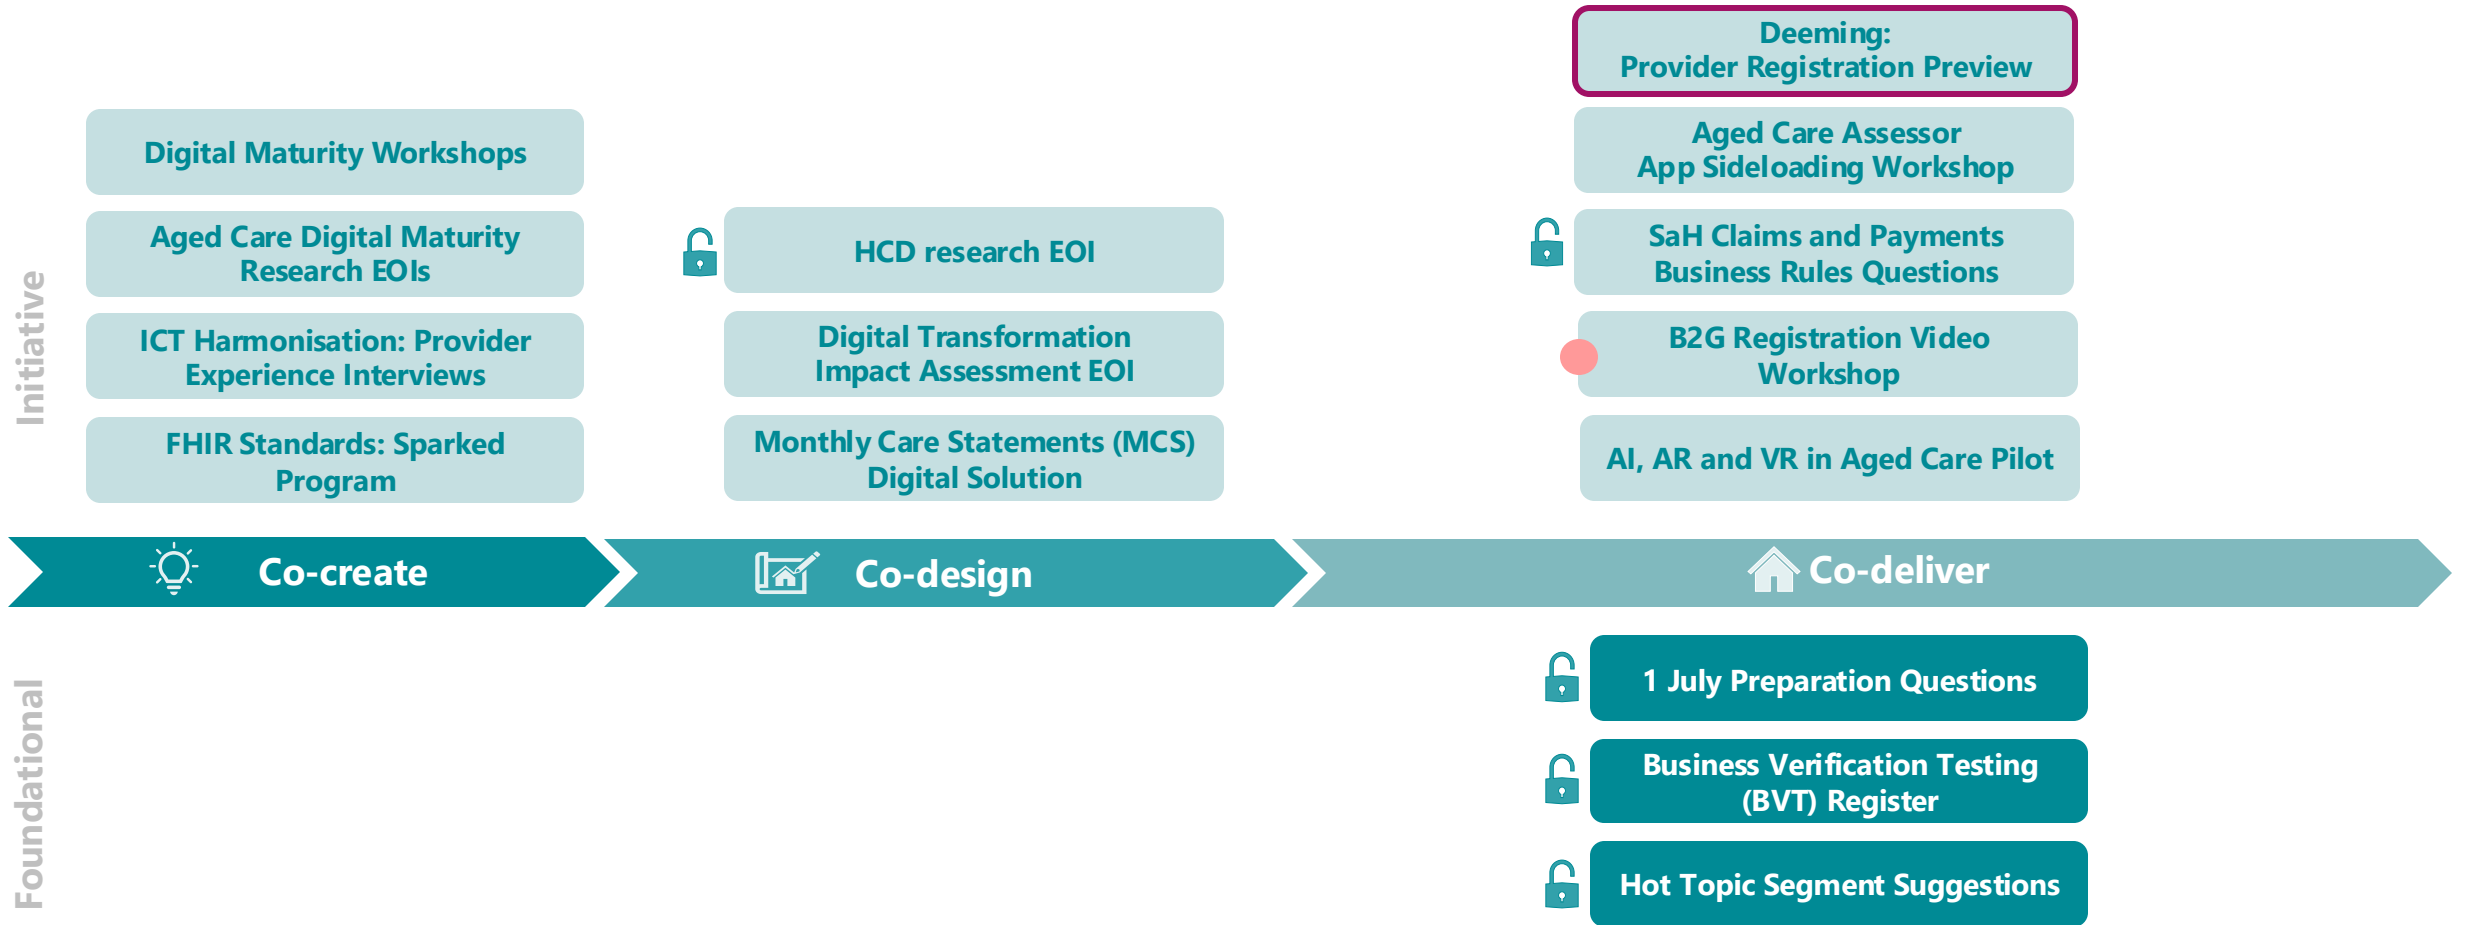 Initiative
Digital Maturity Workshops
Aged Care Digital Maturity
Research EOIs
ICT Harmonisation: Provider
Experience Interviews
FHIR Standards: Sparked
Program
HCD research EOI
Digital Transformation
Impact Assessment EOI
Monthly Care Statements (MCS)
Digital Solution
Deeming:
Provider Registration Preview
Aged Care Assessor
App Sideloading Workshop
SaH Claims and Payments
Business Rules Questions
B2G Registration Video
Workshop
AI, AR and VR in Aged Care Pilot
Co-create
Co-design
Co-deliver
Foundational
1 July Preparation Questions
Business Verification Testing
(BVT) Register
Hot Topic Segment Suggestions